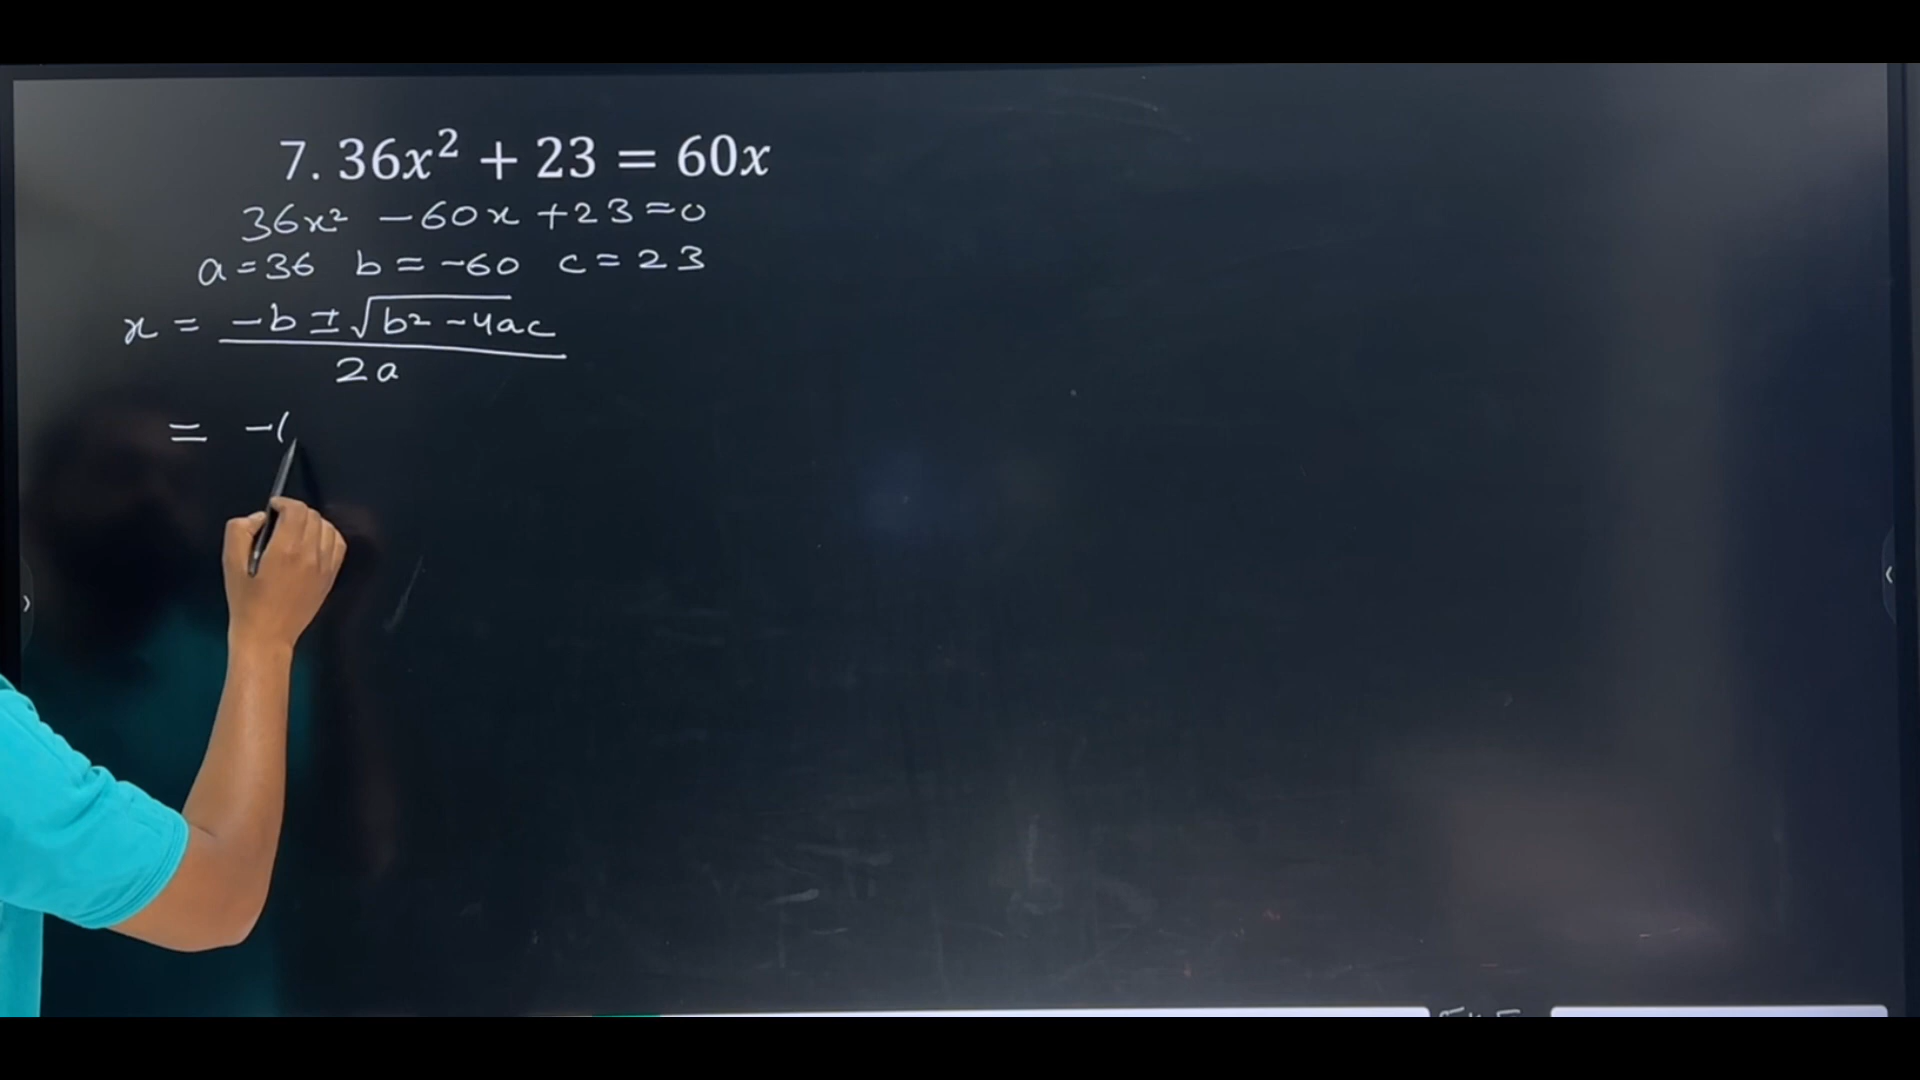 7. 36x² + 23 = 60x
36x² - 60x + 23 = 0
a = 36 b = -60 c = 23
x = -b ± √b² - 4ac
2a
= -(